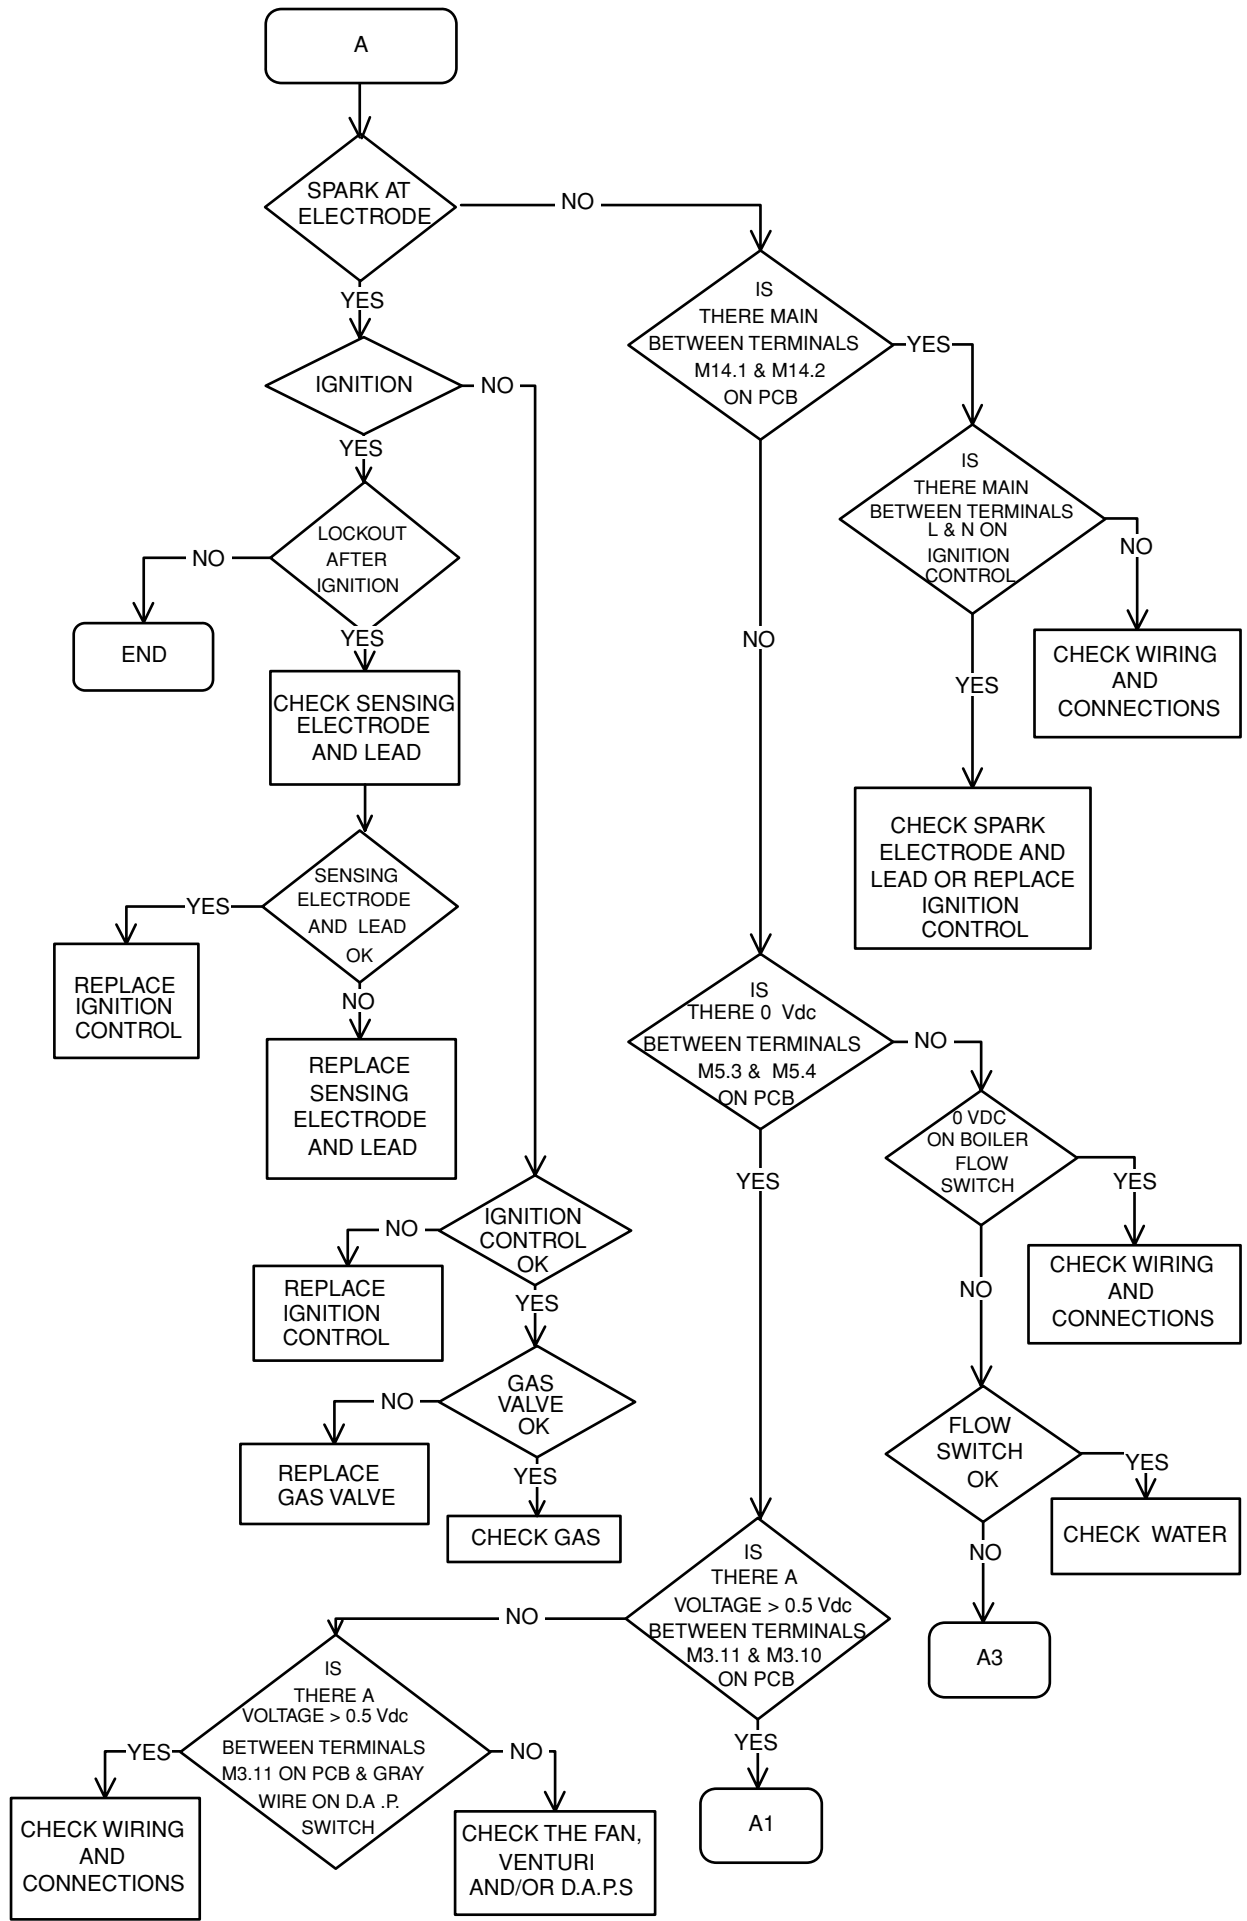 A
SPARK AT
ELECTRODE
NO
YES
IS
THERE MAIN
BETWEEN TERMINALS
M14.1 & M14.2
ON PCB
YES
IGNITION
NO
YES
IS
THERE MAIN
BETWEEN TERMINALS
L & N ON
IGNITION
CONTROL
NO
LOCKOUT
AFTER
IGNITION
NO
YES
END
NO
CHECK WIRING
AND
CONNECTIONS
YES
CHECK SENSING
ELECTRODE
AND LEAD
CHECK SPARK
ELECTRODE AND
LEAD OR REPLACE
IGNITION
CONTROL
SENSING
ELECTRODE
AND LEAD
OK
YES
NO
REPLACE
IGNITION
CONTROL
REPLACE
SENSING
ELECTRODE
AND LEAD
IS
THERE 0 Vdc
BETWEEN TERMINALS
M5.3 & M5.4
ON PCB
NO
YES
0 VDC
ON BOILER
FLOW
SWITCH
YES
NO
CHECK WIRING
AND
CONNECTIONS
IGNITION
CONTROL
OK
NO
YES
REPLACE
IGNITION
CONTROL
GAS
VALVE
OK
NO
YES
REPLACE
GAS VALVE
CHECK GAS
FLOW
SWITCH
OK
YES
NO
CHECK WATER
A3
IS
THERE A
VOLTAGE > 0.5 Vdc
BETWEEN TERMINALS
M3.11 & M3.10
ON PCB
NO
YES
A1
IS
THERE A
VOLTAGE > 0.5 Vdc
BETWEEN TERMINALS
M3.11 ON PCB & GRAY
WIRE ON D.A .P.
SWITCH
YES
NO
CHECK WIRING
AND
CONNECTIONS
CHECK THE FAN,
VENTURI
AND/OR D.A.P.S